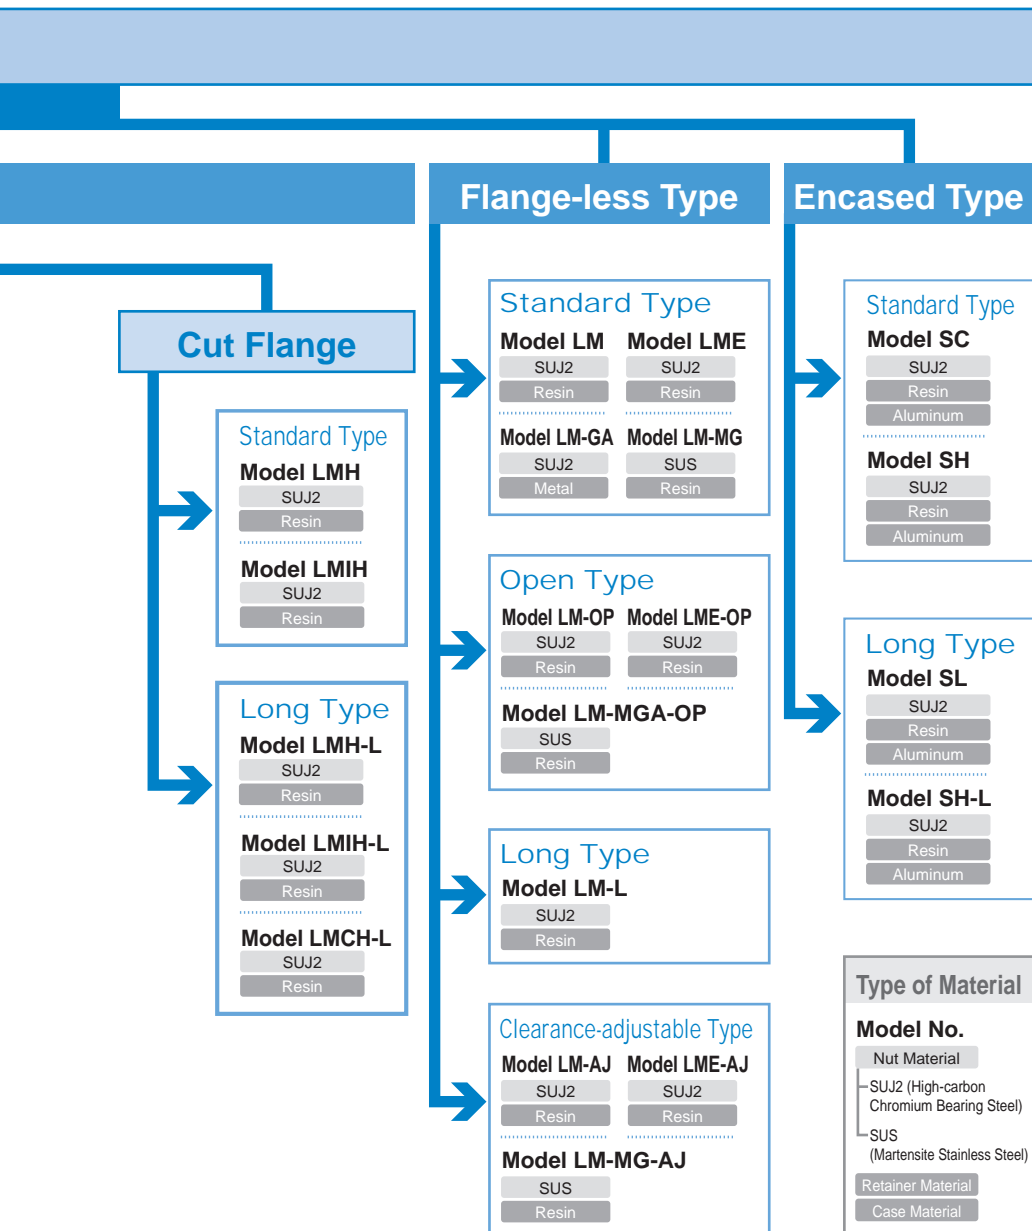 Flange-less Type
Encased Type
Cut Flange
Standard Type
Model LMH
SUJ2
Resin
Model LMIH
SUJ2
Resin
Long Type
Model LMH-L
SUJ2
Resin
Model LMIH-L
SUJ2
Resin
Model LMCH-L
SUJ2
Resin
Standard Type
Model LM Model LME
SUJ2 SUJ2
Resin Resin
Model LM-GA Model LM-MG
SUJ2 SUS
Metal Resin
Open Type
Model LM-OP Model LME-OP
SUJ2 SUJ2
Resin Resin
Model LM-MGA-OP
SUS
Resin
Long Type
Model LM-L
SUJ2
Resin
Clearance-adjustable Type
Model LM-AJ Model LME-AJ
SUJ2 SUJ2
Resin Resin
Model LM-MG-AJ
SUS
Resin
Standard Type
Model SC
SUJ2
Resin
Aluminum
Model SH
SUJ2
Resin
Aluminum
Long Type
Model SL
SUJ2
Resin
Aluminum
Model SH-L
SUJ2
Resin
Aluminum
Type of Material
Model No.
Nut Material
SUJ2 (High-carbon
Chromium Bearing Steel)
SUS
(Martensite Stainless Steel)
Retainer Material
Case Material